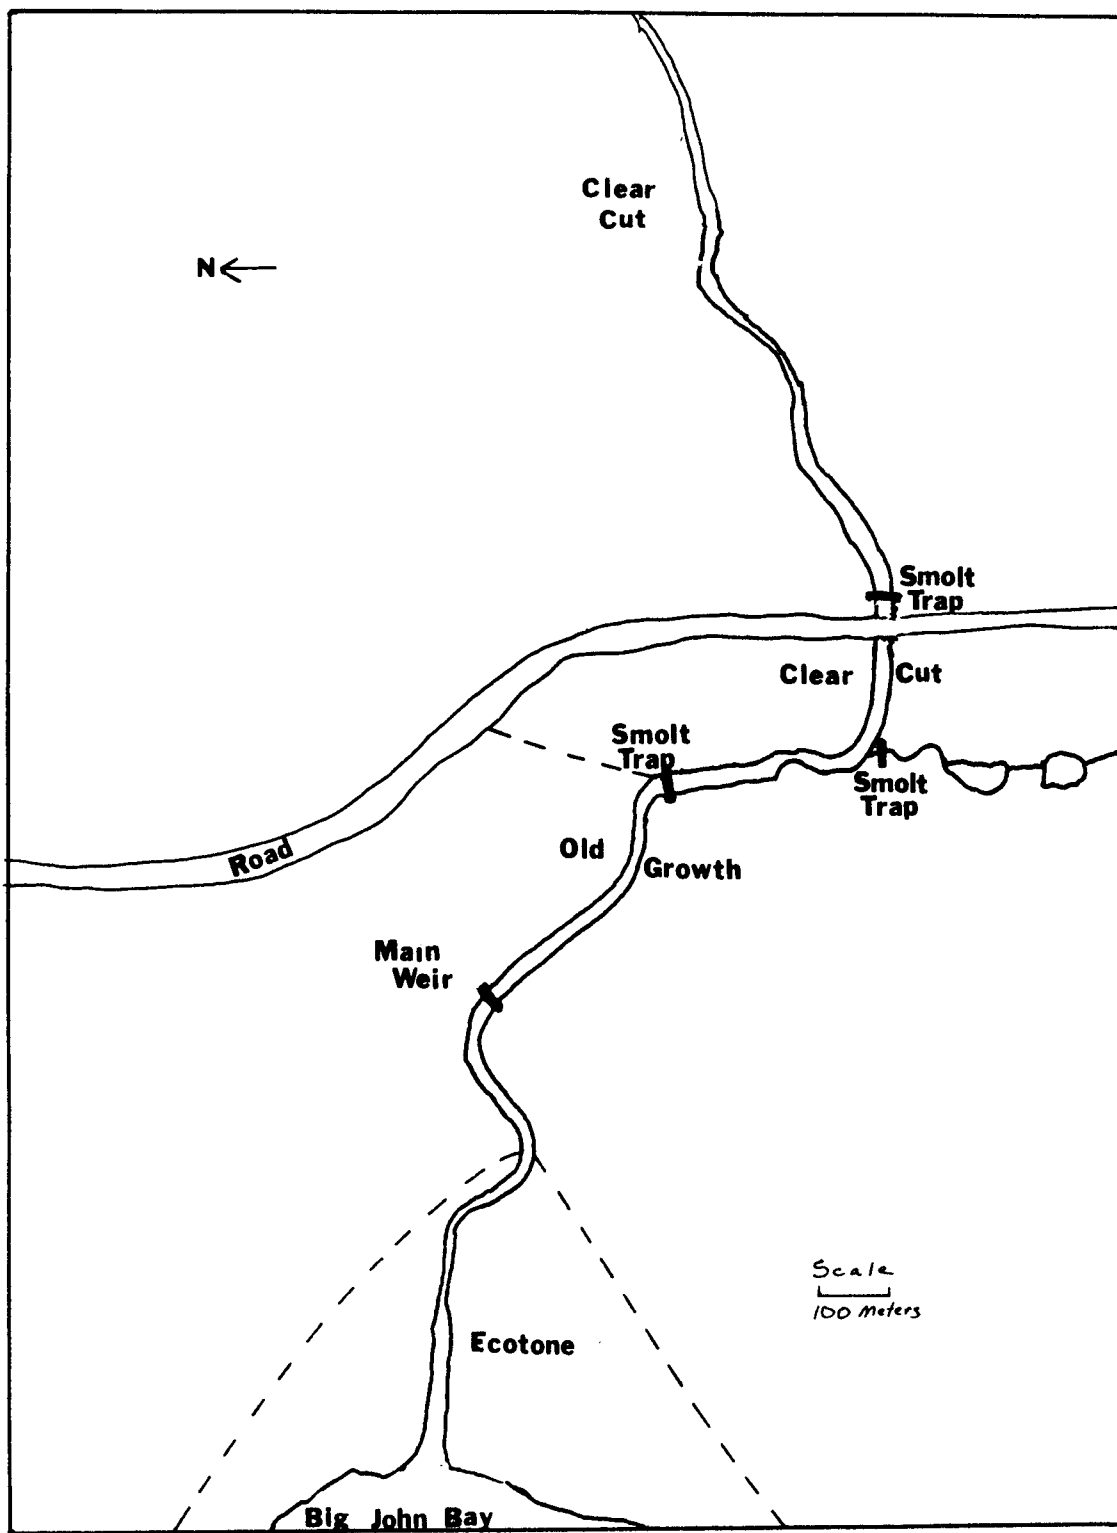 Clear
Cut
N
Smolt
Trap
Clear Cut
Smolt
Trap
Smolt
Trap
Road
Old
Growth
Main
Weir
Scale
100 Meters
Ecotone
Big John Bay